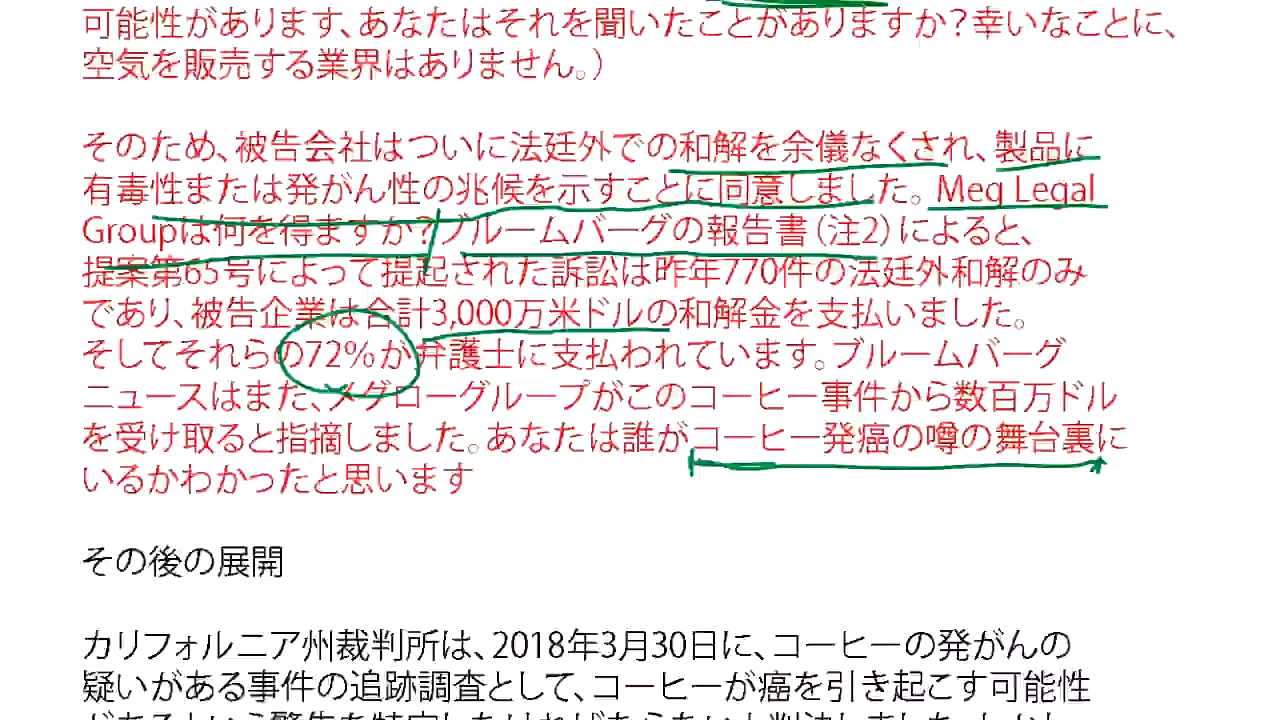 可能性があります、あなたはそれを聞いたことがありますか?幸いなことに、
空気を販売する業界はありません。）
そのため、被告会社はついに法廷外での和解を余儀なくされ、製品に
有毒性または発がん性の兆候を示すことに同意しました。Meg Legal
Groupは何を得ますか?ブルームバーグの報告書（注2）によると、
提案第65号によって提起された訴訟は昨年770件の法廷外和解のみ
であり、被告企業は合計3,000万米ドルの和解金を支払いました。
そしてそれらの72%が弁護士に支払われています。ブルームバーグ
ニュースはまた、メグローグループがこのコーヒー事件から数百万ドル
を受け取ると指摘しました。あなたは誰がコーヒー発癌の噂の舞台裏に
いるかわかったと思います
その後の展開
カリフォルニア州裁判所は、2018年3月30日に、コーヒーの発がんの
疑いがある事件の追跡調査として、コーヒーが癌を引き起こす可能性